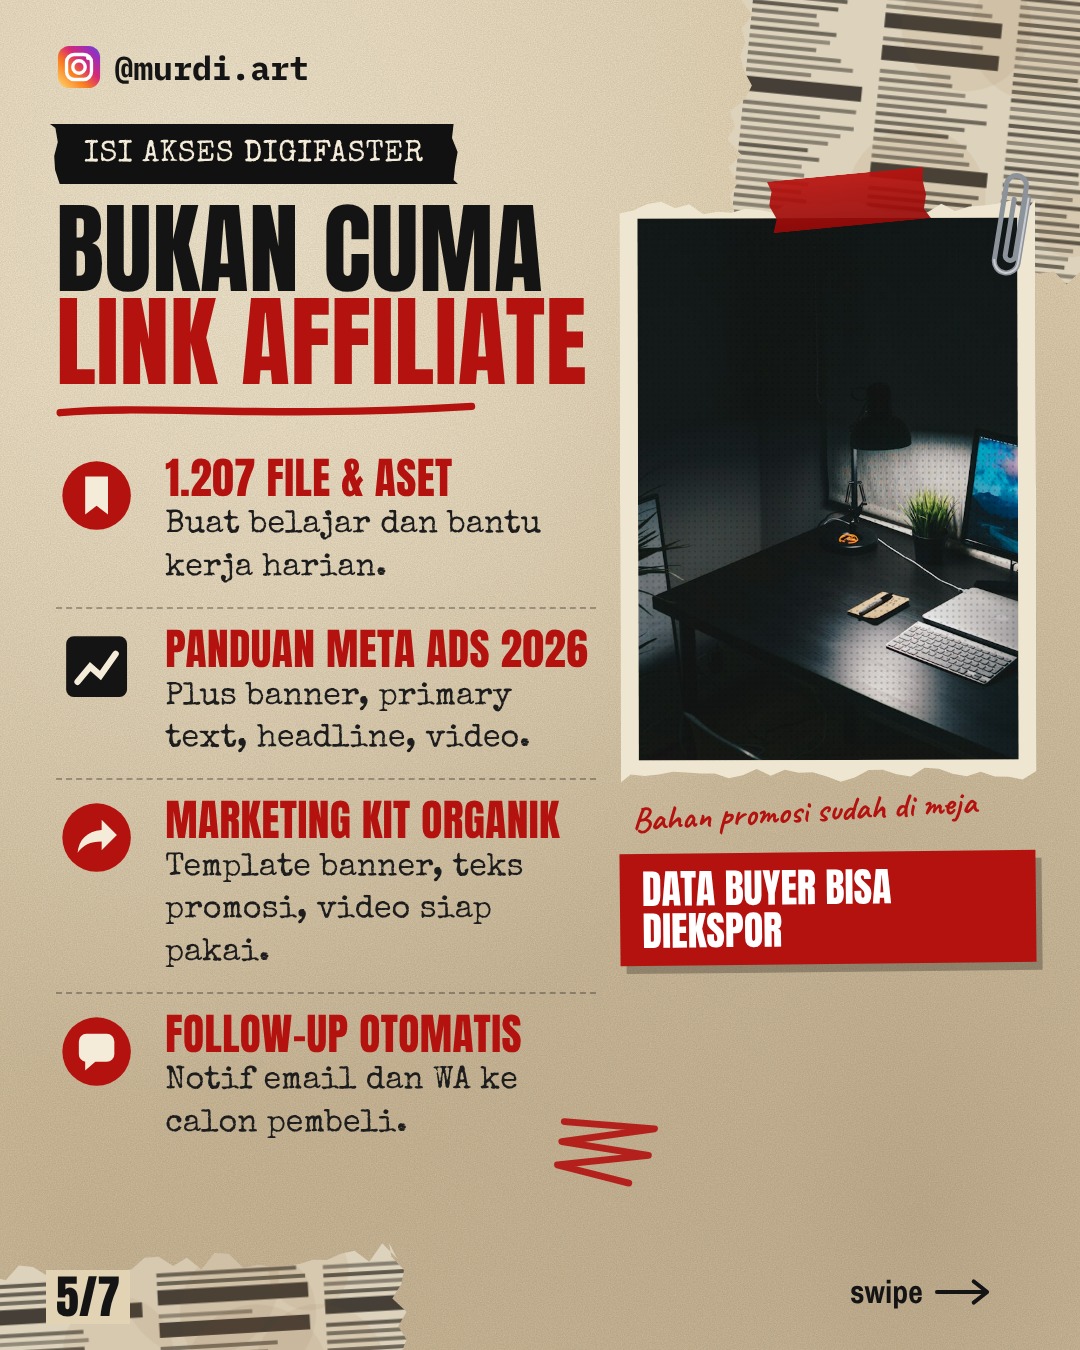 @murdi.art
ISI AKSES DIGIFASTER
BUKAN CUMA
LINK AFFILIATE
1.207 FILE & ASET
Buat belajar dan bantu
kerja harian.
PANDUAN META ADS 2026
Plus banner, primary
text, headline, video.
MARKETING KIT ORGANIK
Template banner, teks
promosi, video siap
pakai.
FOLLOW-UP OTOMATIS
Notif email dan WA ke
calon pembeli.
Bahan promosi sudah di meja
DATA BUYER BISA
DIEKSPOR
5/7
swipe